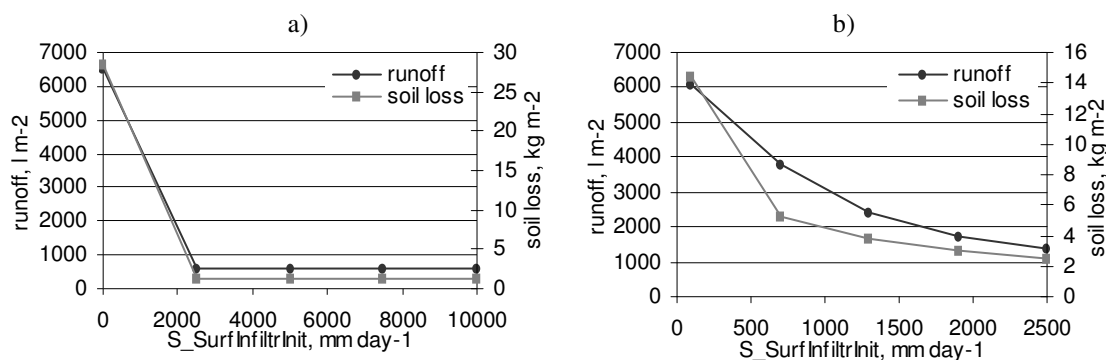 a)
7000
6000
5000
4000
3000
2000
1000
0
runoff, l m-2
30
25
20
15
10
5
0
soil loss, kg m-2
runoff
soil loss
0 2000 4000 6000 8000 10000
S_SurfInfiltrInit, mm day-1
b)
7000
6000
5000
4000
3000
2000
1000
0
runoff, l m-2
16
14
12
10
8
6
4
2
0
soil loss, kg m-2
runoff
soil loss
0 500 1000 1500 2000 2500
S_SurfInfiltrInit, mm day-1